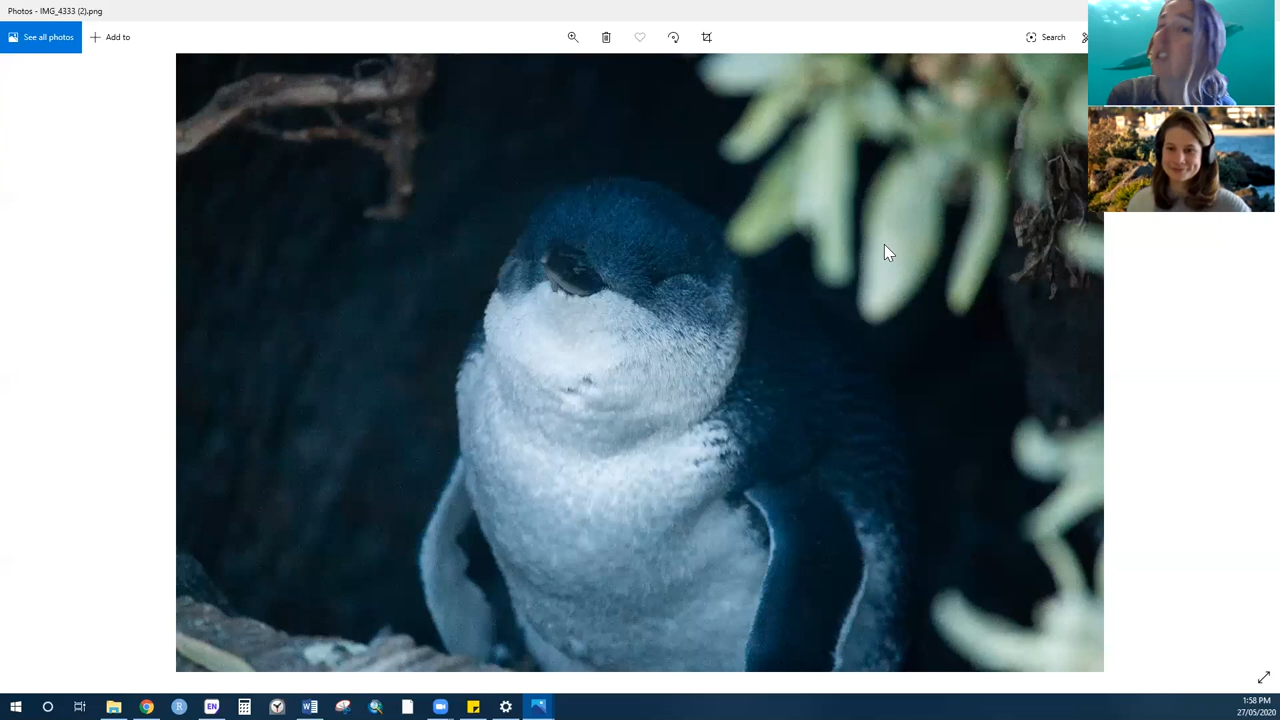 Photos - IMG_4333 (2).png
See all photos
Add to
Search
EN
1:58 PM
27/05/2020